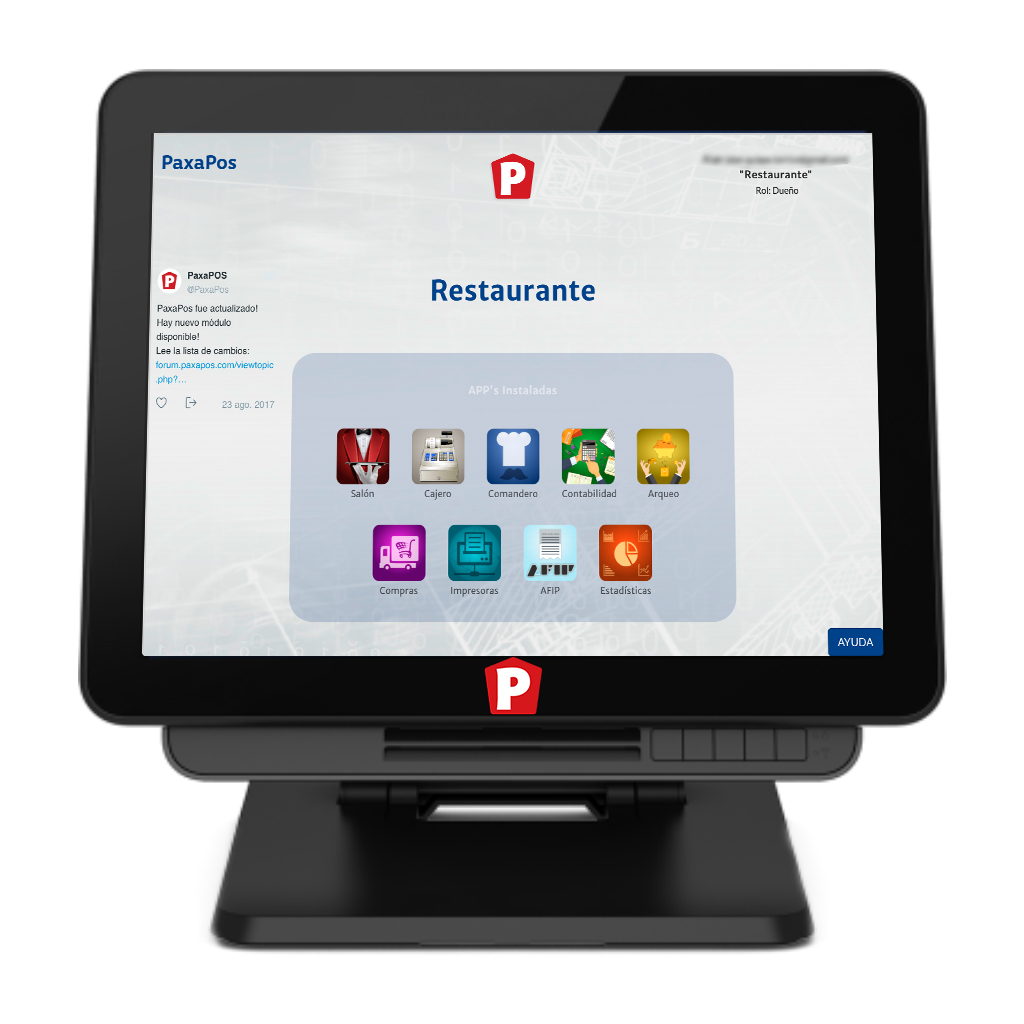 PaxaPos
P
"Restaurante"
Rol: Dueño
PaxaPOS
@PaxaPos
PaxaPos fue actualizado!
Hay nuevo módulo
disponible!
Lee la lista de cambios:
forum.paxapos.com/viewtopic
.php?...
23 ago. 2017
Restaurante
APP's Instaladas
Salón Cajero Comandero Contabilidad Arqueo
AFIP
Compras Impresoras AFIP Estadísticas
AYUDA
P